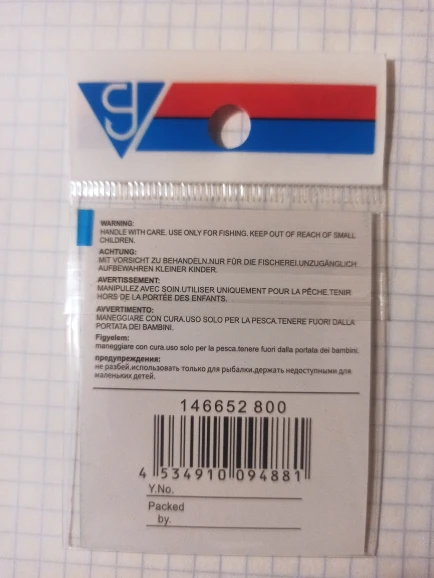 WARNING:
HANDLE WITH CARE. USE ONLY FOR FISHING. KEEP OUT OF REACH OF SMALL
CHILDREN.
ACHTUNG:
MIT VORSICHT ZU BEHANDELN.NUR FÜR DIE FISCHEREI.UNZUGÄNGLICH
AUFBEWAHREN KLEINER KINDER.
AVERTISSEMENT:
MANIPULEZ AVEC SOIN.UTILISER UNIQUEMENT POUR LA PÊCHE.TENIR
HORS DE LA PORTÉE DES ENFANTS.
AVVERTIMENTO:
MANEGGIARE CON CURA.USO SOLO PER LA PESCA.TENERE FUORI DALLA
PORTATA DEI BAMBINI.
Figyelem:
maneggiare con cura.uso solo per la pesca.tenere fuori dalla portata dei bambini.
предупреждения:
не разбей.использовать только для рыбалки.держать недоступными для
маленьких детей.
146652 800
4 534910 094881
Y.No.
Packed
by.